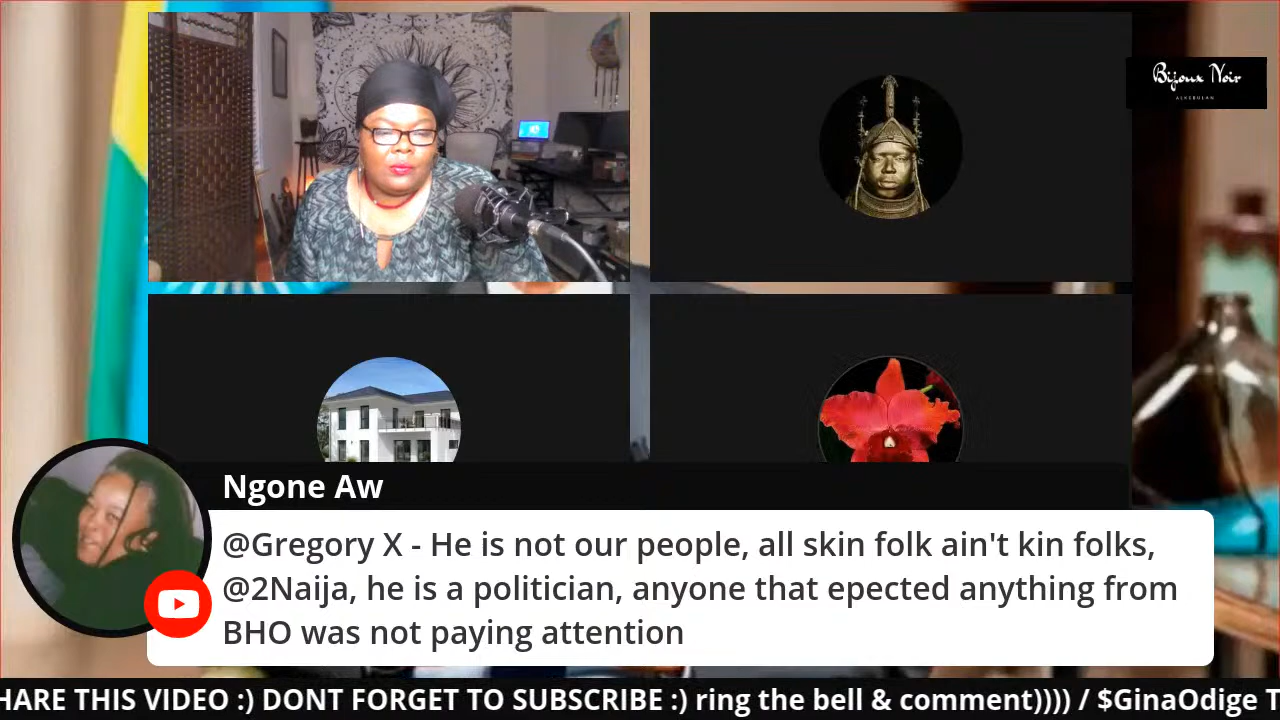 Bijoux Noir
ALKEBULAN
Ngone Aw
@Gregory X - He is not our people, all skin folk ain't kin folks,
@2Naija, he is a politician, anyone that epected anything from
BHO was not paying attention
HARE THIS VIDEO :) DONT FORGET TO SUBSCRIBE :) ring the bell & comment)))) / $GinaOdige T